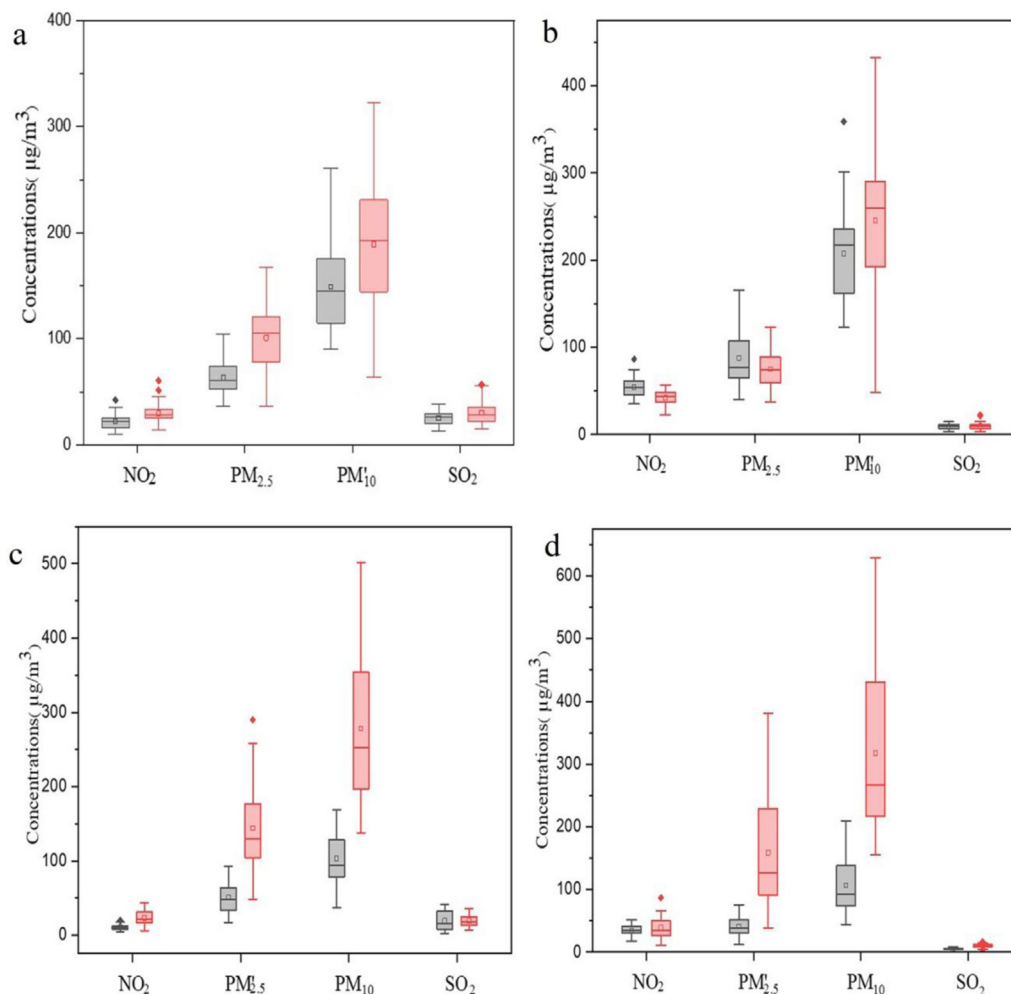 a
Concentrations( μg/m³)
400
300
200
100
0
NO₂ PM₂.₅ PM₁₀ SO₂
b
Concentrations( μg/m³)
400
300
200
100
0
NO₂ PM₂.₅ PM₁₀ SO₂
c
Concentrations( μg/m³)
500
400
300
200
100
0
NO₂ PM₂.₅ PM₁₀ SO₂
d
Concentrations( μg/m³)
600
500
400
300
200
100
0
NO₂ PM₂.₅ PM₁₀ SO₂